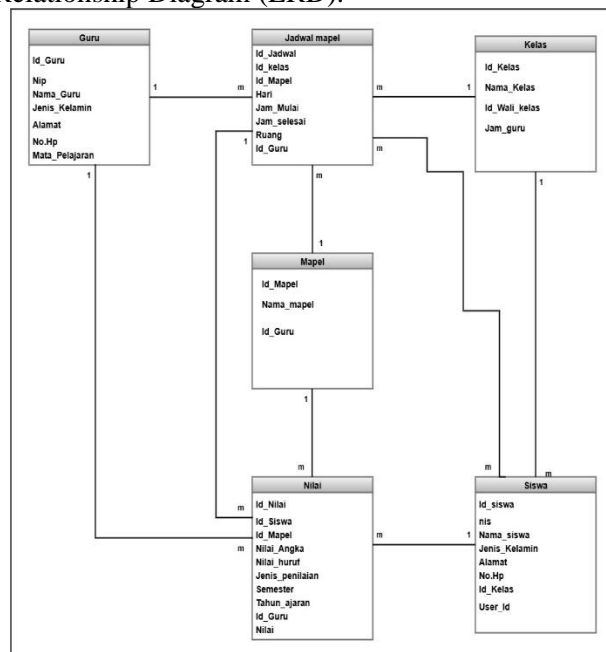 Relationship Diagram (ERD).
Guru
Id_Guru
Nip
Nama_Guru
Jenis_Kelamin
Alamat
No.Hp
Mata_Pelajaran
1
m
1
Jadwal mapel
Id_Jadwal
Id_kelas
Id_Mapel
Hari
Jam_Mulai
Jam_selesai
Ruang
Id_Guru
m
1
1
m
m
Kelas
Id_Kelas
Nama_Kelas
Id_Wali_kelas
Jam_guru
1
1
Mapel
Id_Mapel
Nama_mapel
Id_Guru
1
m
Nilai
Id_Nilai
Id_Siswa
Id_Mapel
Nilai_Angka
Nilai_huruf
Jenis_penilaian
Semester
Tahun_ajaran
Id_Guru
Nilai
m
m
m
1
m
m
Siswa
Id_siswa
nis
Nama_siswa
Jenis_Kelamin
Alamat
No.Hp
Id_Kelas
User_Id